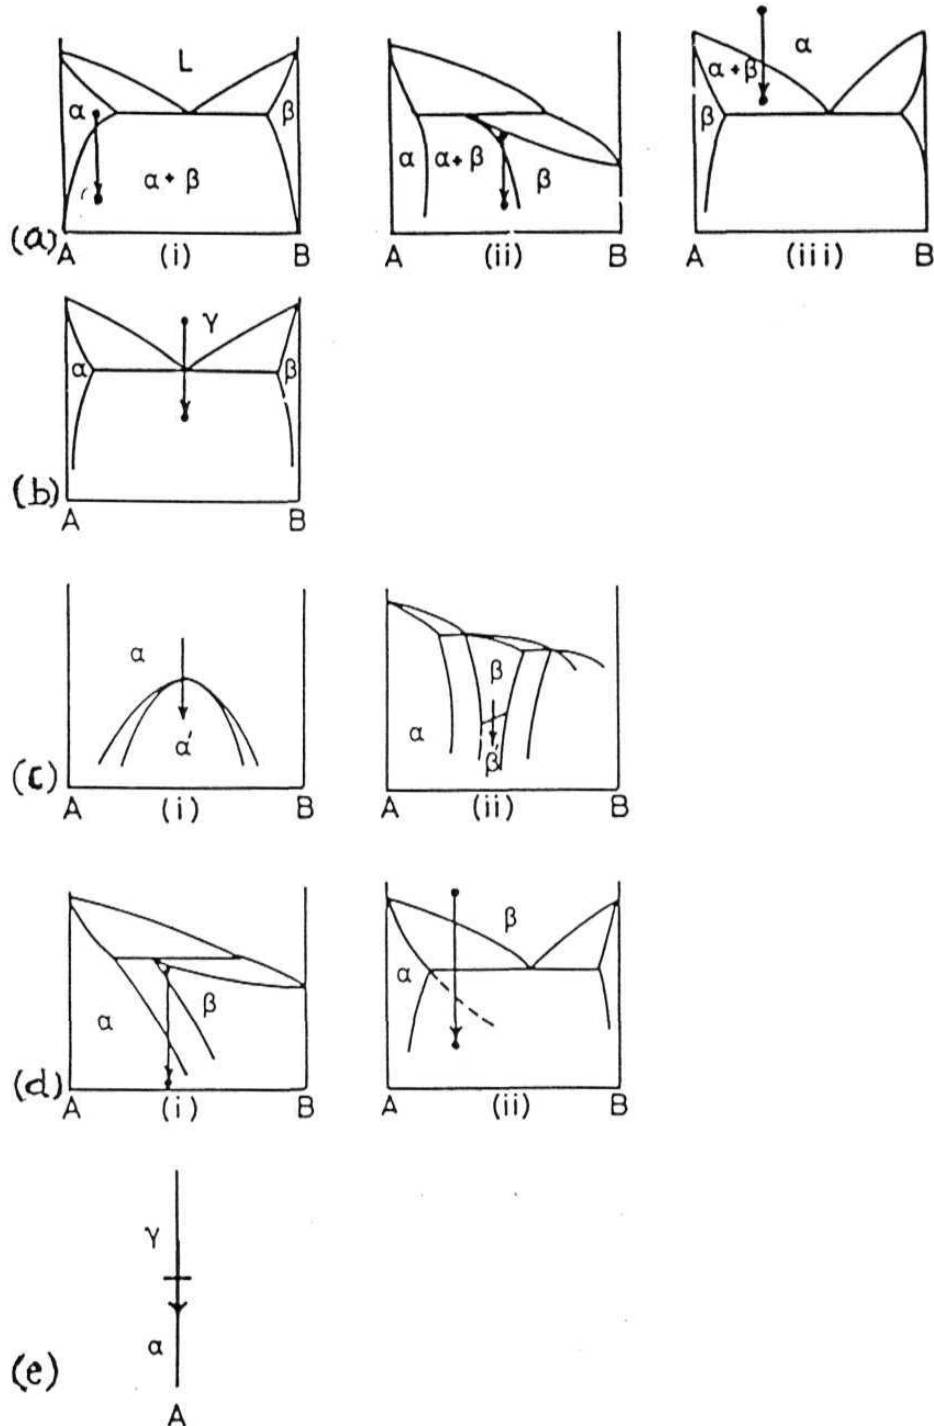 L
α
β
α + β
(a) A (i) B
α
α + β
β
A (ii) B
α
α + β
β
A (iii) B
γ
α
β
(b)
A B
α
α'
(c)
A (i) B
β
α
β'
A (ii) B
α
β
(d)
A (i) B
β
α
A (ii) B
γ
α
(e)
A